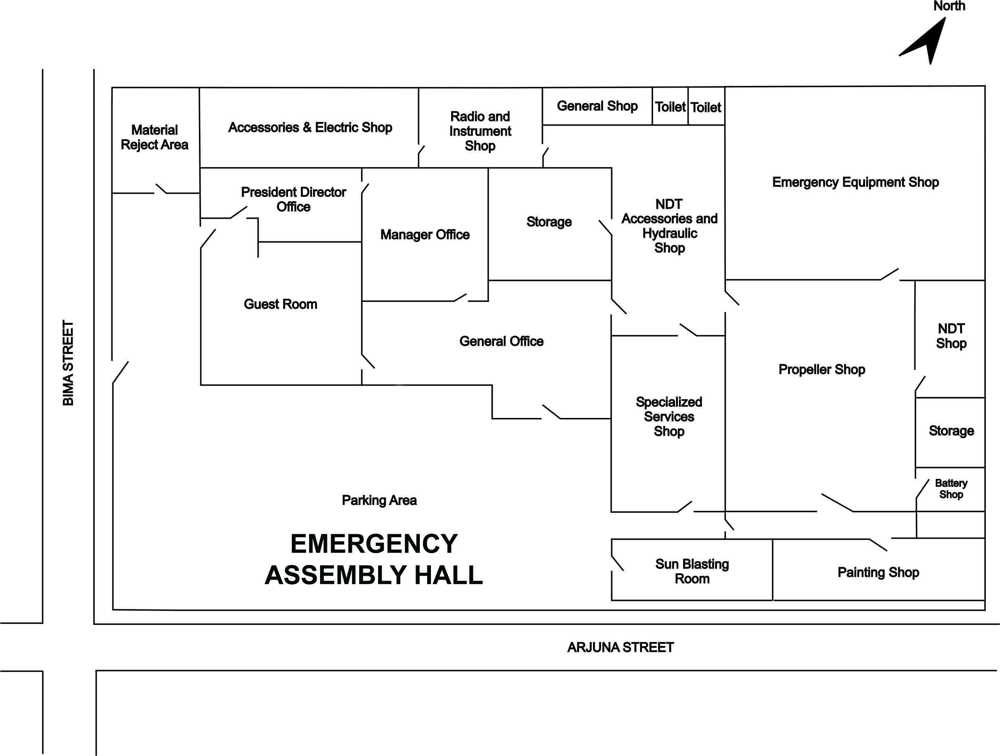 North
General Shop
Toilet
Toilet
Radio and
Instrument
Shop
Accessories & Electric Shop
Material
Reject Area
Emergency Equipment Shop
President Director
Office
NDT
Accessories and
Hydraulic
Shop
Storage
Manager Office
Guest Room
General Office
NDT
Shop
Propeller Shop
BIMA STREET
Specialized
Services
Shop
Storage
Battery
Shop
Parking Area
EMERGENCY
ASSEMBLY HALL
Sun Blasting
Room
Painting Shop
ARJUNA STREET